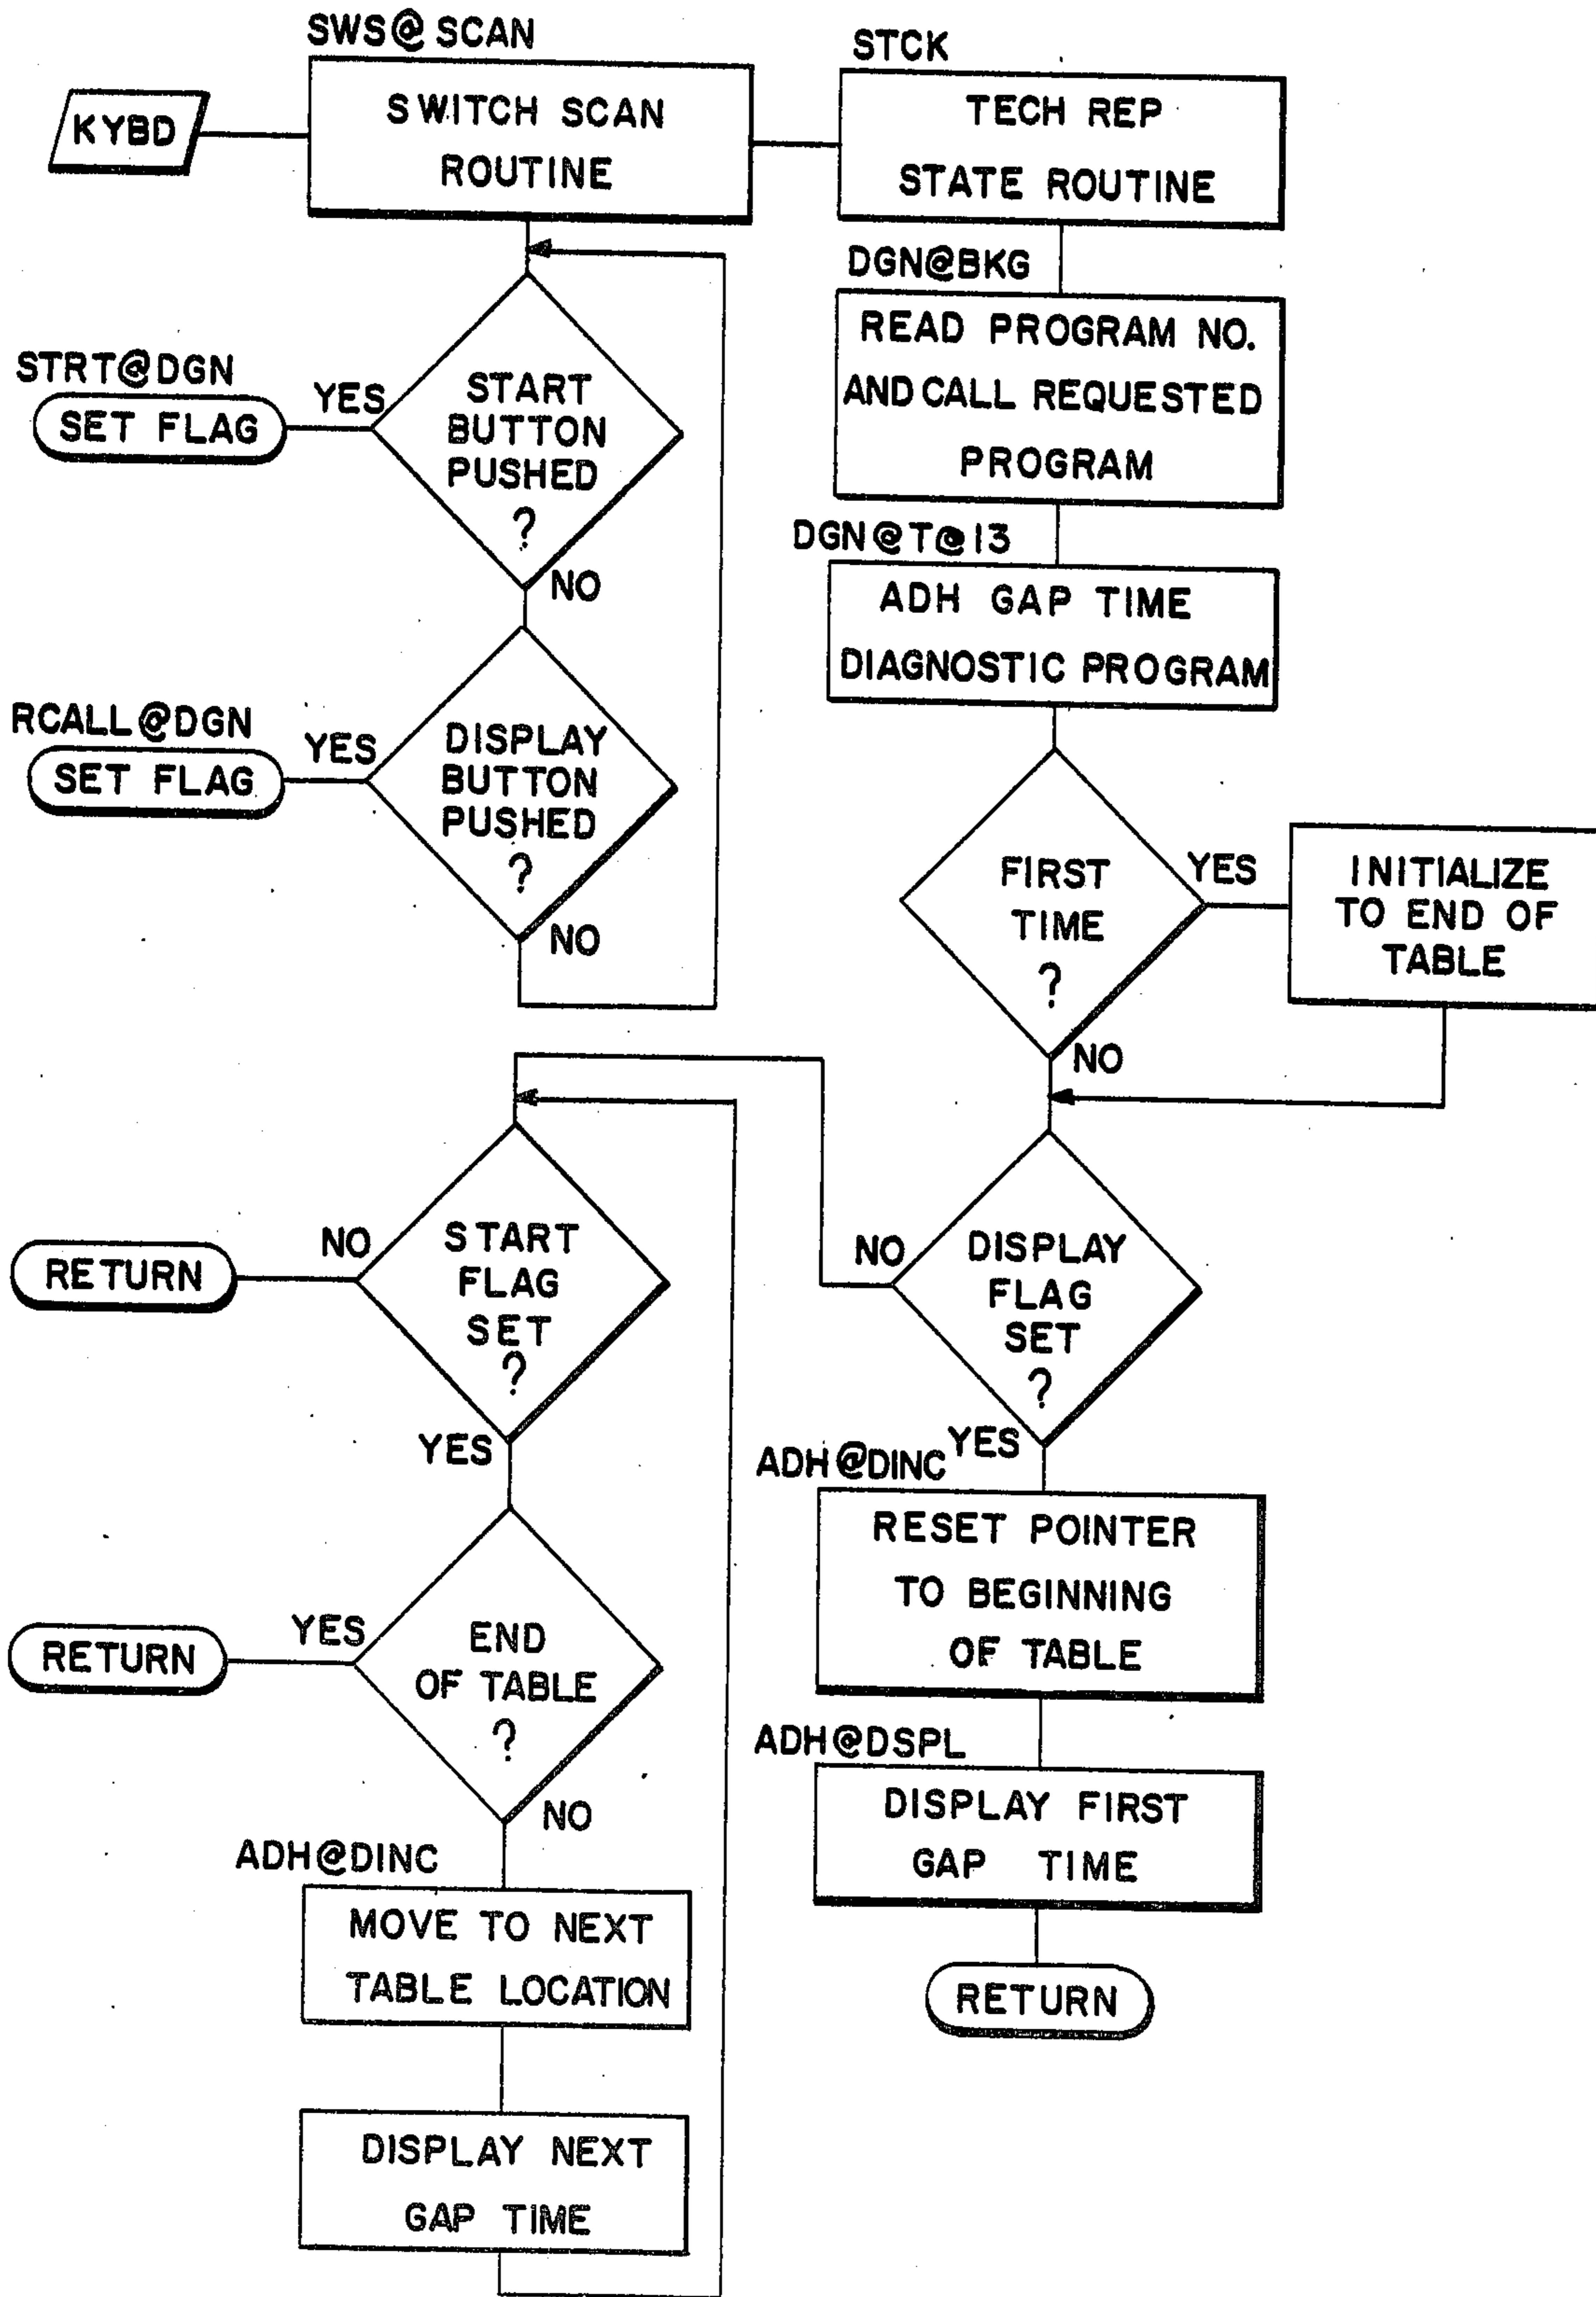 SWS@SCAN
KYBD
SWITCH SCAN
ROUTINE
STRT@DGN
SET FLAG
YES
START
BUTTON
PUSHED
?
NO
RCALL@DGN
SET FLAG
YES
DISPLAY
BUTTON
PUSHED
?
NO
STCK
TECH REP
STATE ROUTINE
DGN@BKG
READ PROGRAM NO.
AND CALL REQUESTED
PROGRAM
DGN@T@13
ADH GAP TIME
DIAGNOSTIC PROGRAM
FIRST
TIME
?
YES
INITIALIZE
TO END OF
TABLE
NO
DISPLAY
FLAG
SET
?
NO
YES
ADH@DINC
RESET POINTER
TO BEGINNING
OF TABLE
ADH@DSPL
DISPLAY FIRST
GAP TIME
RETURN
START
FLAG
SET
?
NO
RETURN
YES
END
OF TABLE
?
YES
RETURN
NO
ADH@DINC
MOVE TO NEXT
TABLE LOCATION
DISPLAY NEXT
GAP TIME